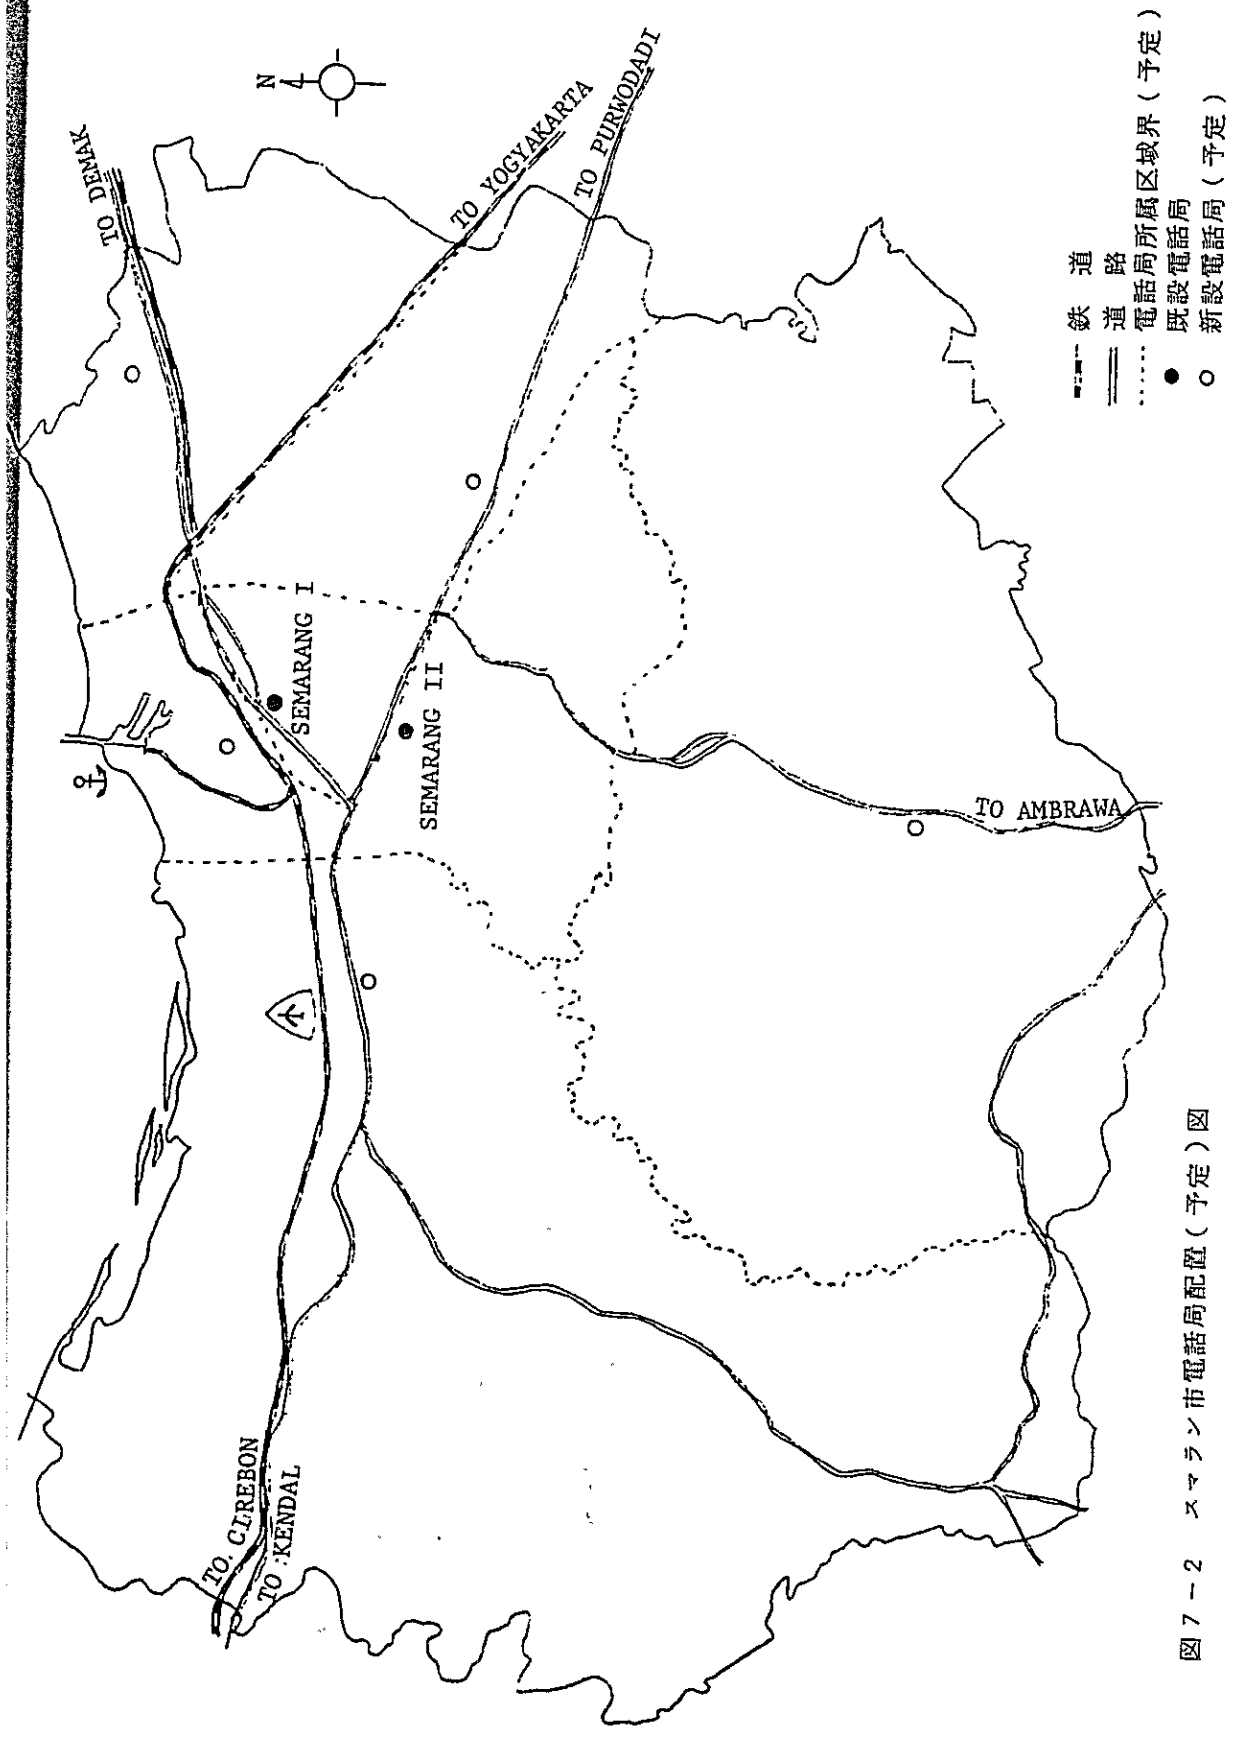 N
TO DEMAK
TO YOGYAKARTA
TO PURWODADI
SEMARANG I
SEMARANG II
TO AMBRAWA
TO CIREBON
TO KENDAL
鉄道
道路
電話局所属区域界(予定)
既設電話局
新設電話局(予定)
図7-2 スマラン市電話局配置(予定)図